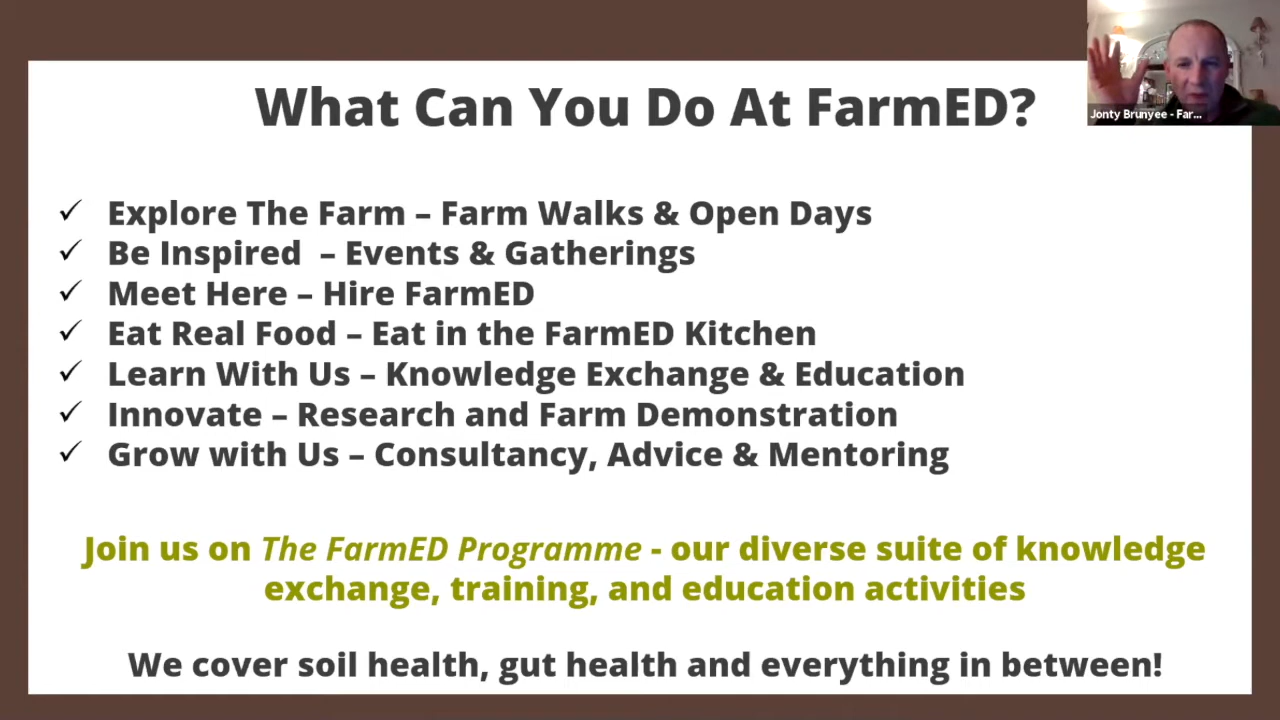 What Can You Do At FarmED?
Jonty Brunyee - Far...
✓ Explore The Farm – Farm Walks & Open Days
✓ Be Inspired – Events & Gatherings
✓ Meet Here – Hire FarmED
✓ Eat Real Food – Eat in the FarmED Kitchen
✓ Learn With Us – Knowledge Exchange & Education
✓ Innovate – Research and Farm Demonstration
✓ Grow with Us – Consultancy, Advice & Mentoring
Join us on The FarmED Programme - our diverse suite of knowledge
exchange, training, and education activities
We cover soil health, gut health and everything in between!